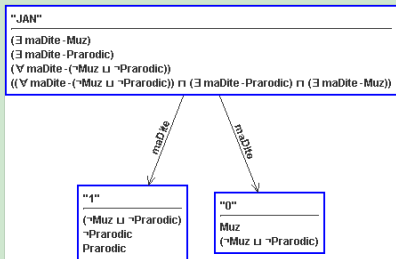 "JAN"
(∃ maDite-Muz)
(∃ maDite-Prarodic)
(∀ maDite-(¬Muz ⊔ ¬Prarodic))
((∀ maDite-(¬Muz ⊔ ¬Prarodic)) ⊓ (∃ maDite-Prarodic) ⊓ (∃ maDite-Muz))
maDite
maDite
"1"
(¬Muz ⊔ ¬Prarodic)
¬Prarodic
Prarodic
"0"
Muz
(¬Muz ⊔ ¬Prarodic)